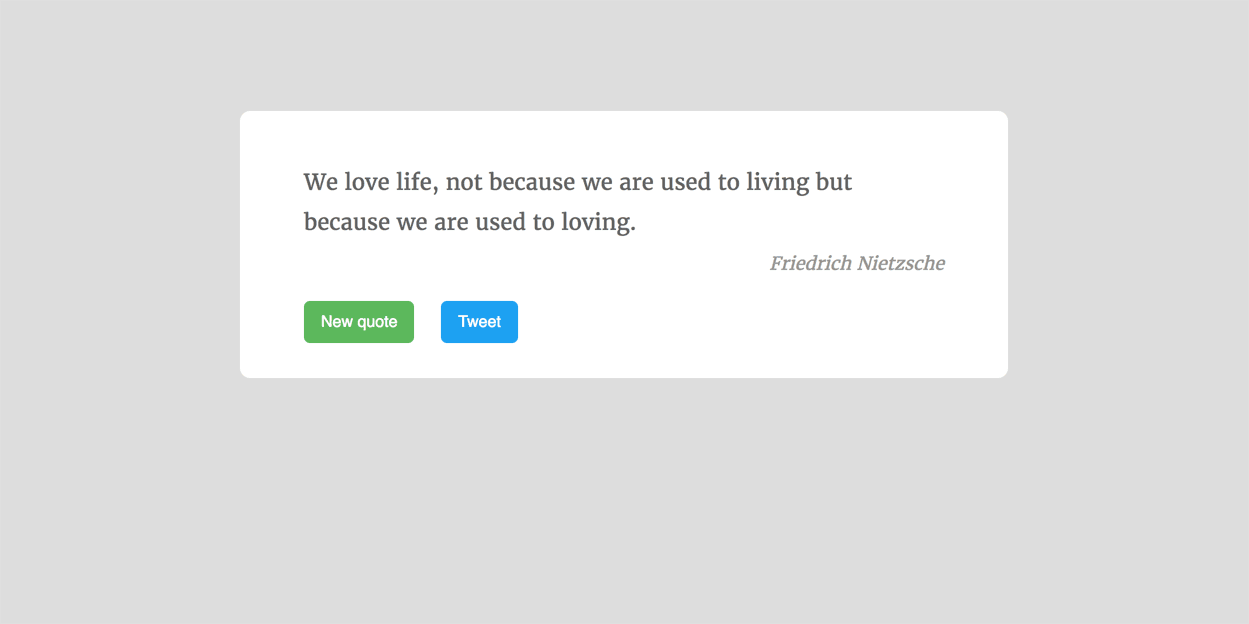 We love life, not because we are used to living but
because we are used to loving.
Friedrich Nietzsche
New quote Tweet